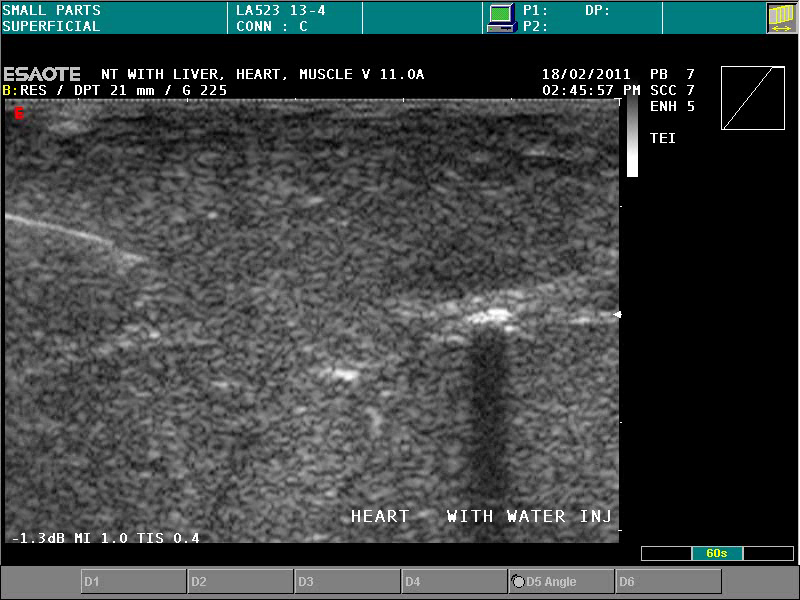 SMALL PARTS
SUPERFICIAL
LA523 13-4
CONN : C
P1: DP:
P2:
ESAOTE NT WITH LIVER, HEART, MUSCLE V 11.0A
18/02/2011 PB 7
B:RES / DPT 21 mm / G 225
02:45:57 PM SCC 7
ENH 5
TEI
HEART WITH WATER INJ
-1.3dB MI 1.0 TIS 0.4
60s
D1 D2 D3 D4 D5 Angle D6